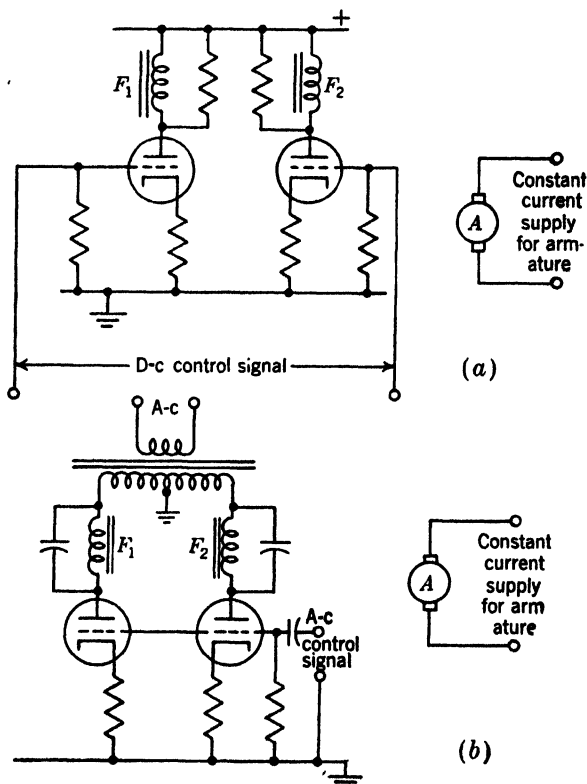 +
F₁
F₂
A
Constant
current
supply
for arm-
ature
D-c control signal
(a)
A-c
F₁
F₂
A-c
control
signal
A
Constant
current
supply
for arm
ature
(b)